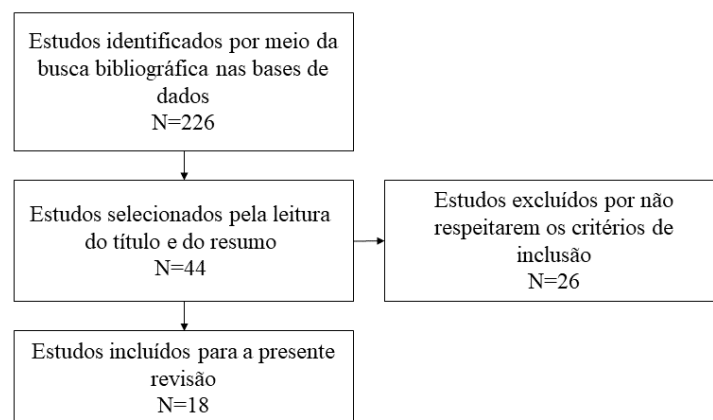 Estudos identificados por meio da
busca bibliográfica nas bases de
dados
N=226
Estudos selecionados pela leitura
do título e do resumo
N=44
Estudos excluídos por não
respeitarem os critérios de
inclusão
N=26
Estudos incluídos para a presente
revisão
N=18